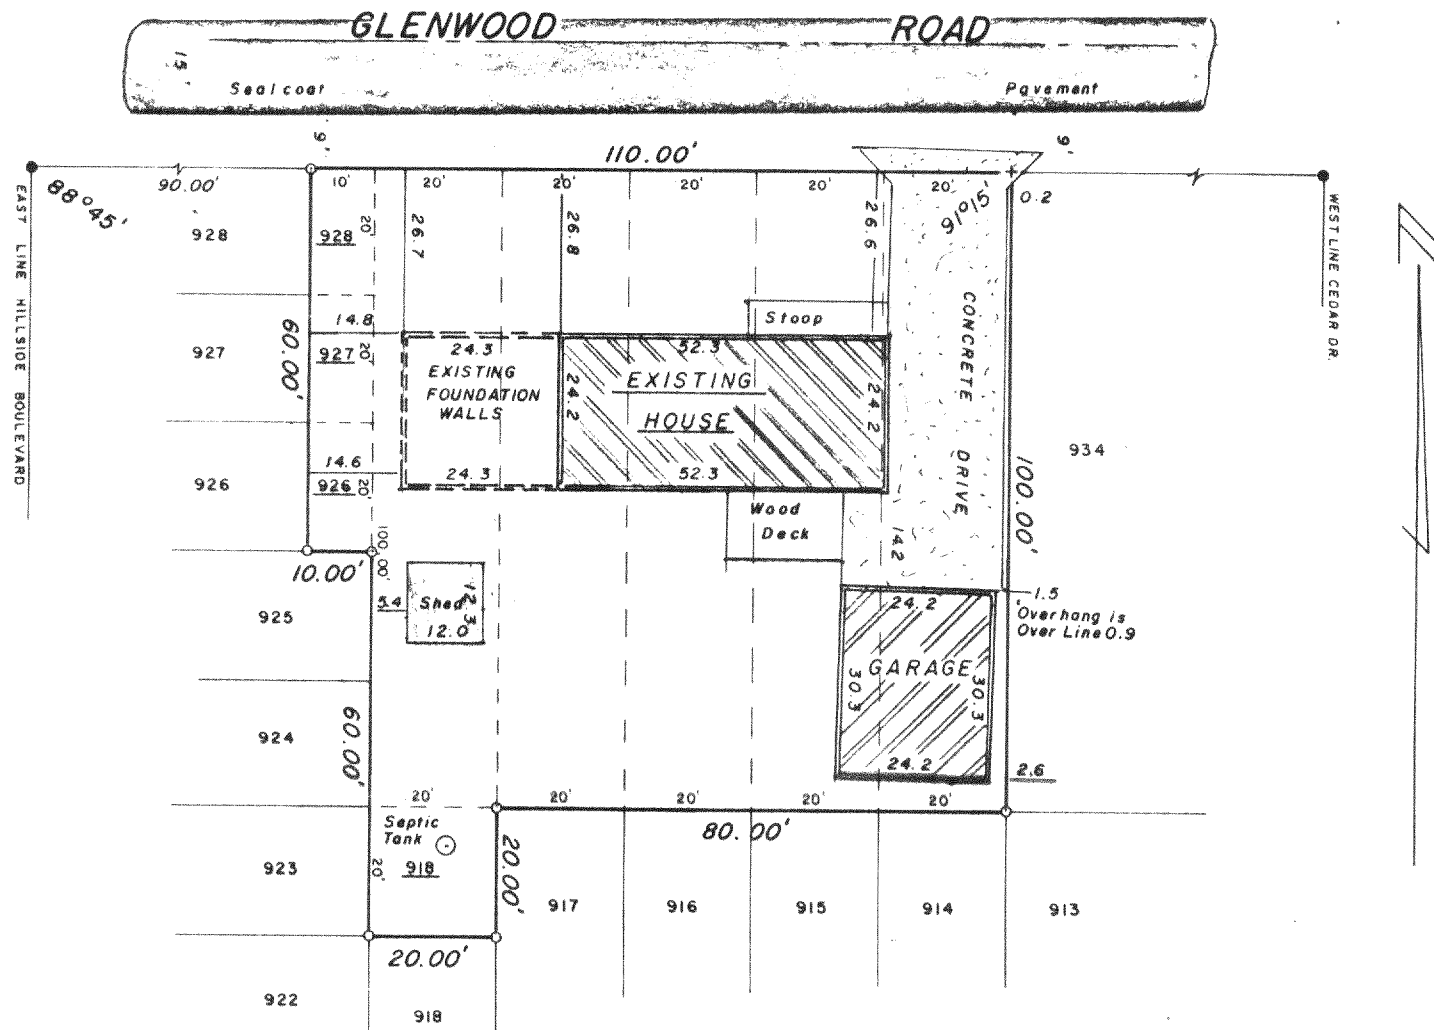 GLENWOOD ROAD
15'
Sealcoat Pavement
9' 9'
110.00'
90.00' 10' 20' 20' 20' 20' 20'
88°45' 91°15' 0.2
EAST LINE HILLSIDE BOULEVARD
WEST LINE CEDAR DR.
928 928 20' 26.7 26.8 26.6
14.8 Stoop
60.00'
927 927 20'
24.3 52.3
EXISTING
FOUNDATION
WALLS
24.2 EXISTING 24.2
HOUSE
CONCRETE DRIVE
934
14.6 24.3 52.3
926 926 20'
100.00'
Wood
Deck
14.2
100.00'
10.00'
925 5.4 Shed 12.3
12.0
24.2 1.5
Overhang is
Over Line 0.9
GARAGE
30.3 30.3
924 60.00'
24.2 2.6
20' 20' 20' 20' 20'
Septic
Tank
80.00'
923 20' 918 20.00'
917 916 915 914 913
20.00'
922 918